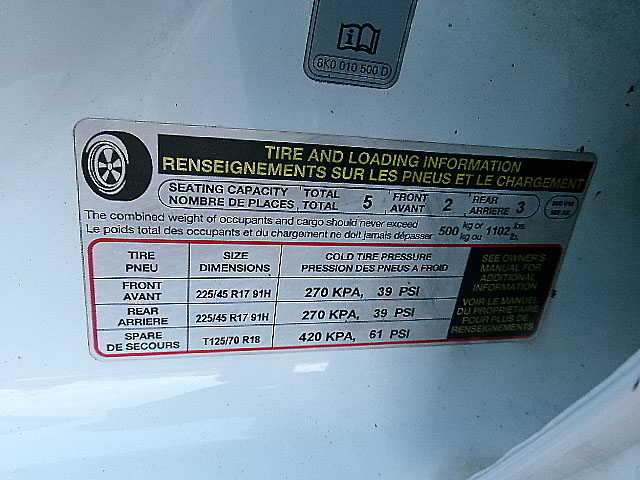 8K0 010 500 D
TIRE AND LOADING INFORMATION
RENSEIGNEMENTS SUR LES PNEUS ET LE CHARGEMENT
SEATING CAPACITY TOTAL 5 FRONT 2 REAR 3
NOMBRE DE PLACES, TOTAL AVANT ARRIERE
The combined weight of occupants and cargo should never exceed 500 kg or 1102 lbs.
Le poids total des occupants et du chargement ne doit jamais dépasser kg ou lb.
TIRE SIZE COLD TIRE PRESSURE
PNEU DIMENSIONS PRESSION DES PNEUS A FROID
FRONT
AVANT 225/45 R17 91H 270 KPA, 39 PSI
REAR
ARRIERE 225/45 R17 91H 270 KPA, 39 PSI
SPARE
DE SECOURS T125/70 R18 420 KPA, 61 PSI
SEE OWNER'S
MANUAL FOR
ADDITIONAL
INFORMATION
VOIR LE MANUEL
DU PROPRIÉTAIRE
POUR PLUS DE
RENSEIGNEMENTS